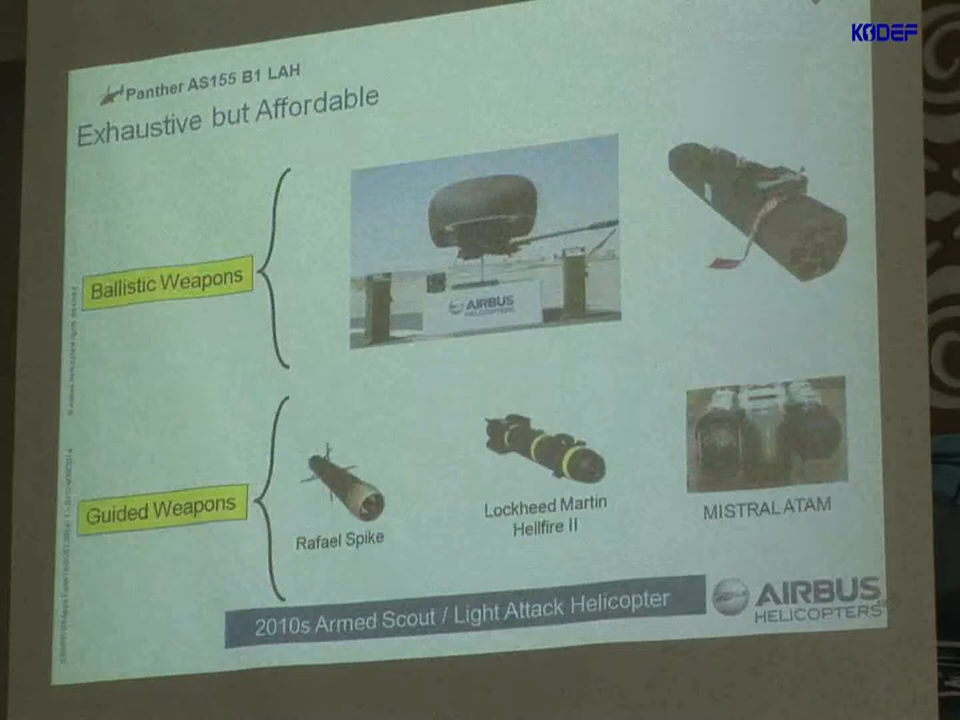 KODEF
Panther AS155 B1 LAH
Exhaustive but Affordable
Ballistic Weapons
AIRBUS
HELICOPTERS
Guided Weapons
Rafael Spike
Lockheed Martin
Hellfire II
MISTRAL ATAM
2010s Armed Scout / Light Attack Helicopter
AIRBUS
HELICOPTERS